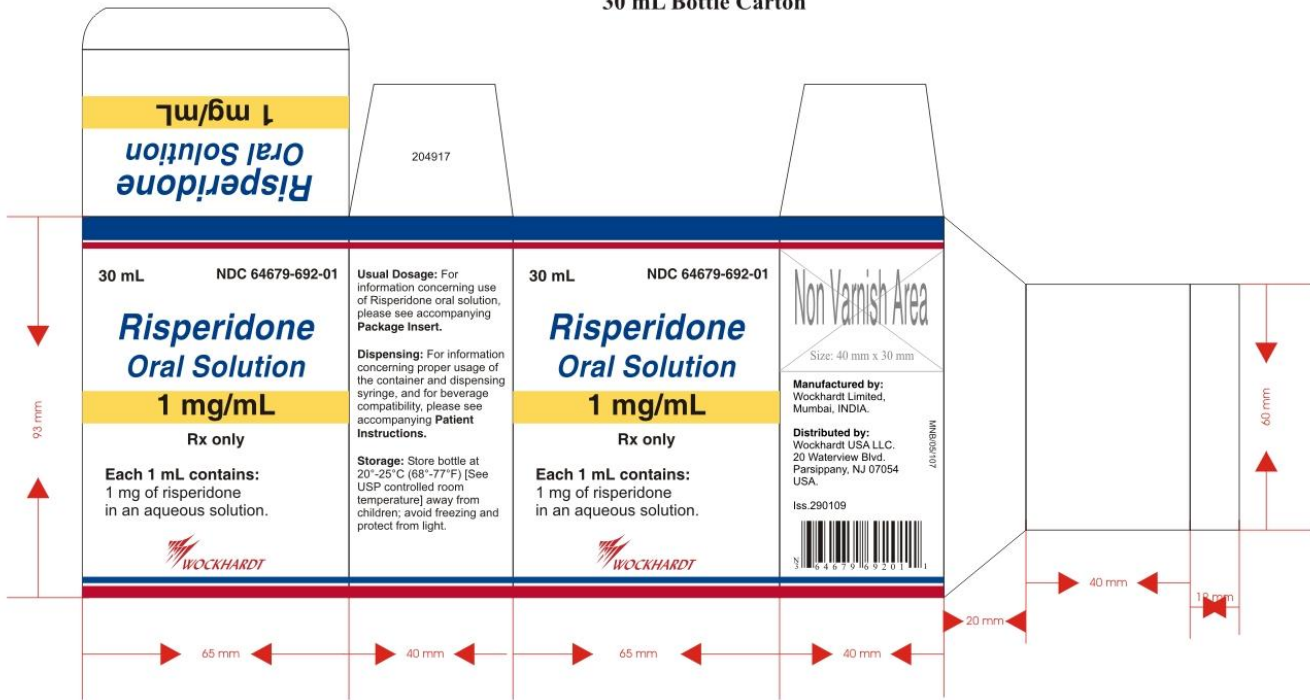 30 mL Bottle Carton
Risperidone
Oral Solution
1 mg/mL
204917
30 mL NDC 64679-692-01
Risperidone
Oral Solution
1 mg/mL
Rx only
Each 1 mL contains:
1 mg of risperidone
in an aqueous solution.
WOCKHARDT
Usual Dosage: For
information concerning use
of Risperidone oral solution,
please see accompanying
Package Insert.
Dispensing: For information
concerning proper usage of
the container and dispensing
syringe, and for beverage
compatibility, please see
accompanying Patient
Instructions.
Storage: Store bottle at
20°-25°C (68°-77°F) [See
USP controlled room
temperature] away from
children; avoid freezing and
protect from light.
30 mL NDC 64679-692-01
Risperidone
Oral Solution
1 mg/mL
Rx only
Each 1 mL contains:
1 mg of risperidone
in an aqueous solution.
WOCKHARDT
Non Varnish Area
Size: 40 mm x 30 mm
Manufactured by:
Wockhardt Limited,
Mumbai, INDIA.
Distributed by:
Wockhardt USA LLC.
20 Waterview Blvd.
Parsippany, NJ 07054
USA.
Iss.290109
MNB/05/107
N
3 64679 69201 1
93 mm
60 mm
65 mm
40 mm
65 mm
40 mm
20 mm
40 mm